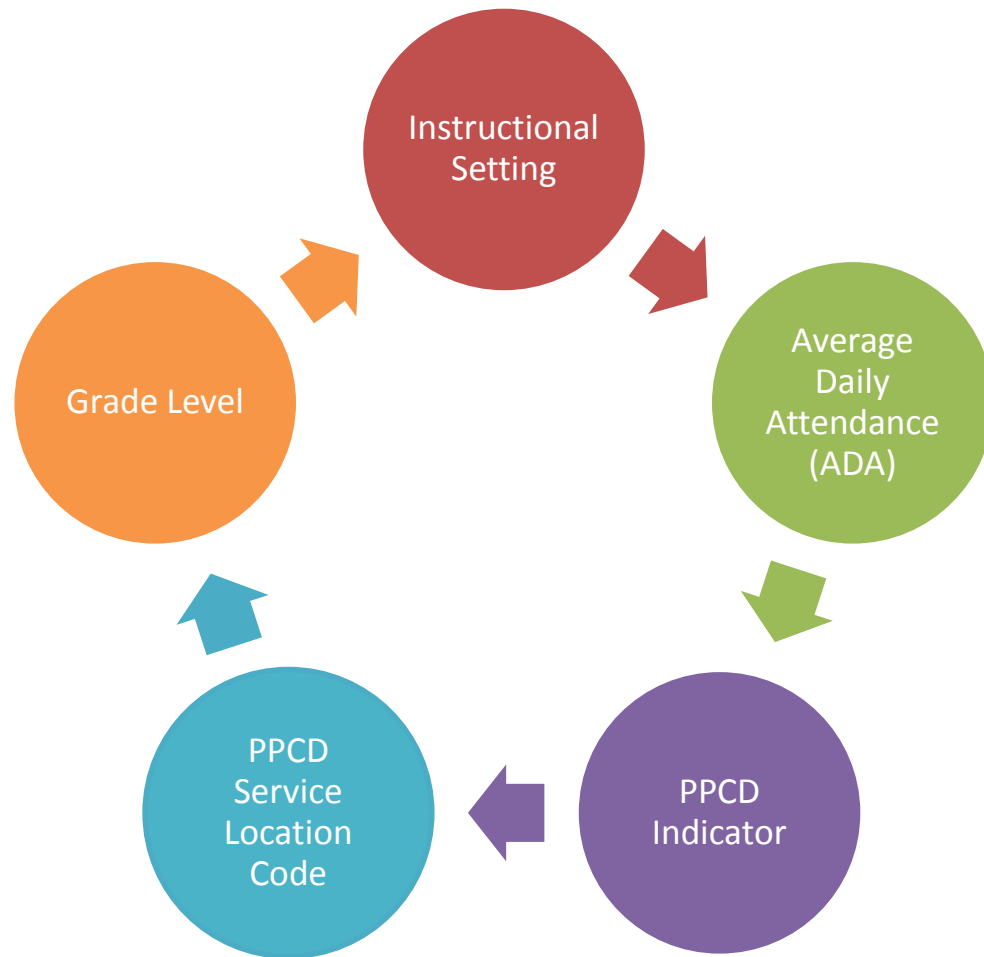 Instructional
Setting
Average
Daily
Attendance
(ADA)
PPCD
Indicator
PPCD
Service
Location
Code
Grade Level